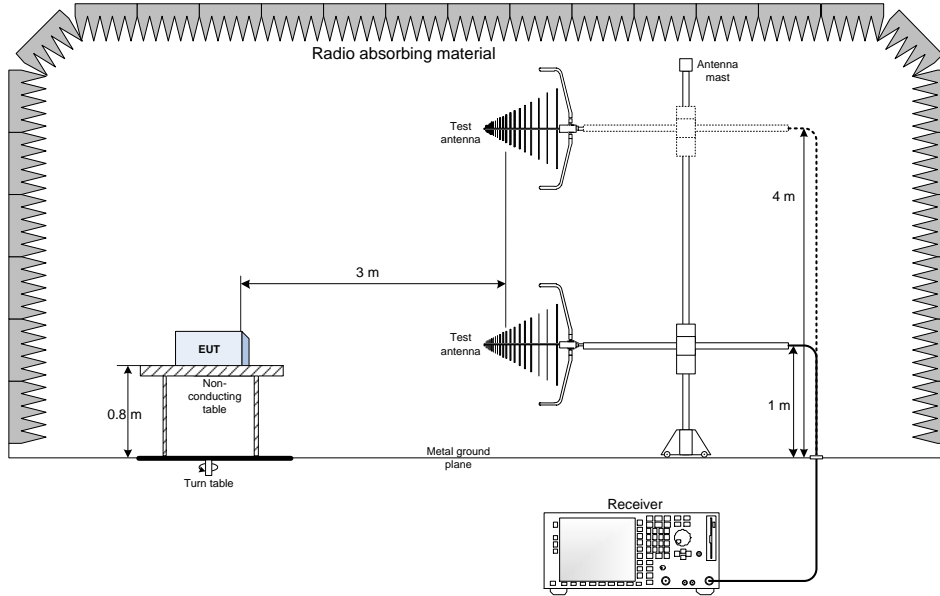 Radio absorbing material
Antenna
mast
Test
antenna
4 m
3 m
Test
antenna
EUT
Non-
conducting
table
0.8 m
1 m
Metal ground
plane
Turn table
Receiver